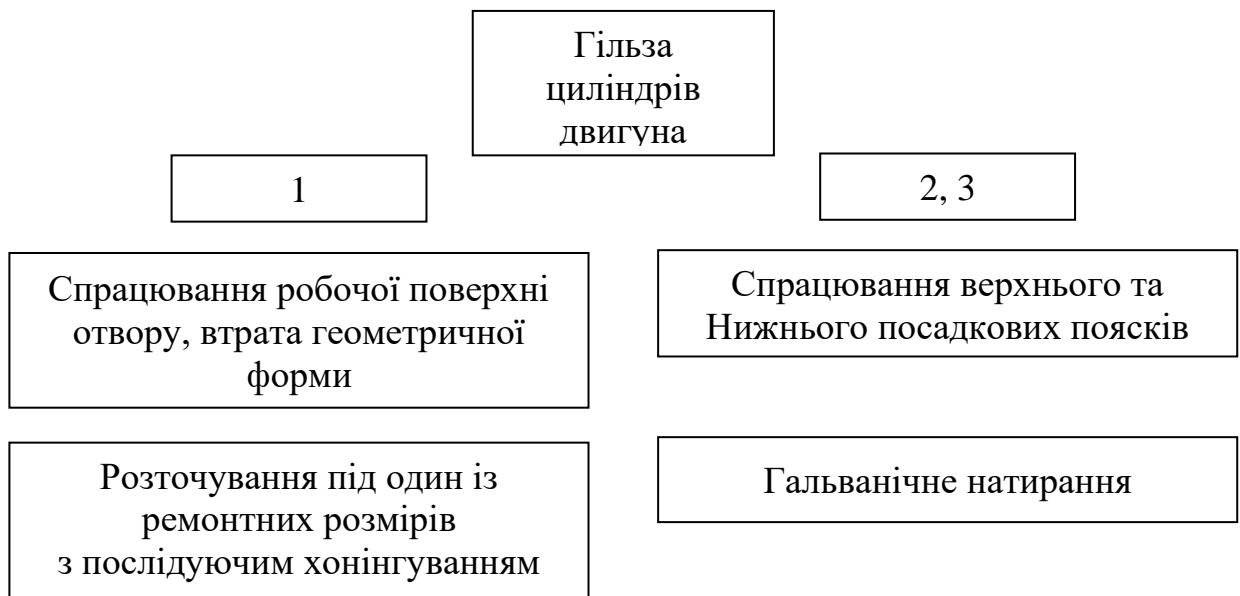 Гільза
циліндрів
двигуна
1
2, 3
Спрацювання робочої поверхні
отвору, втрата геометричної
форми
Спрацювання верхнього та
Нижнього посадкових поясків
Розточування під один із
ремонтних розмірів
з послідуючим хонінгуванням
Гальванічне натирання